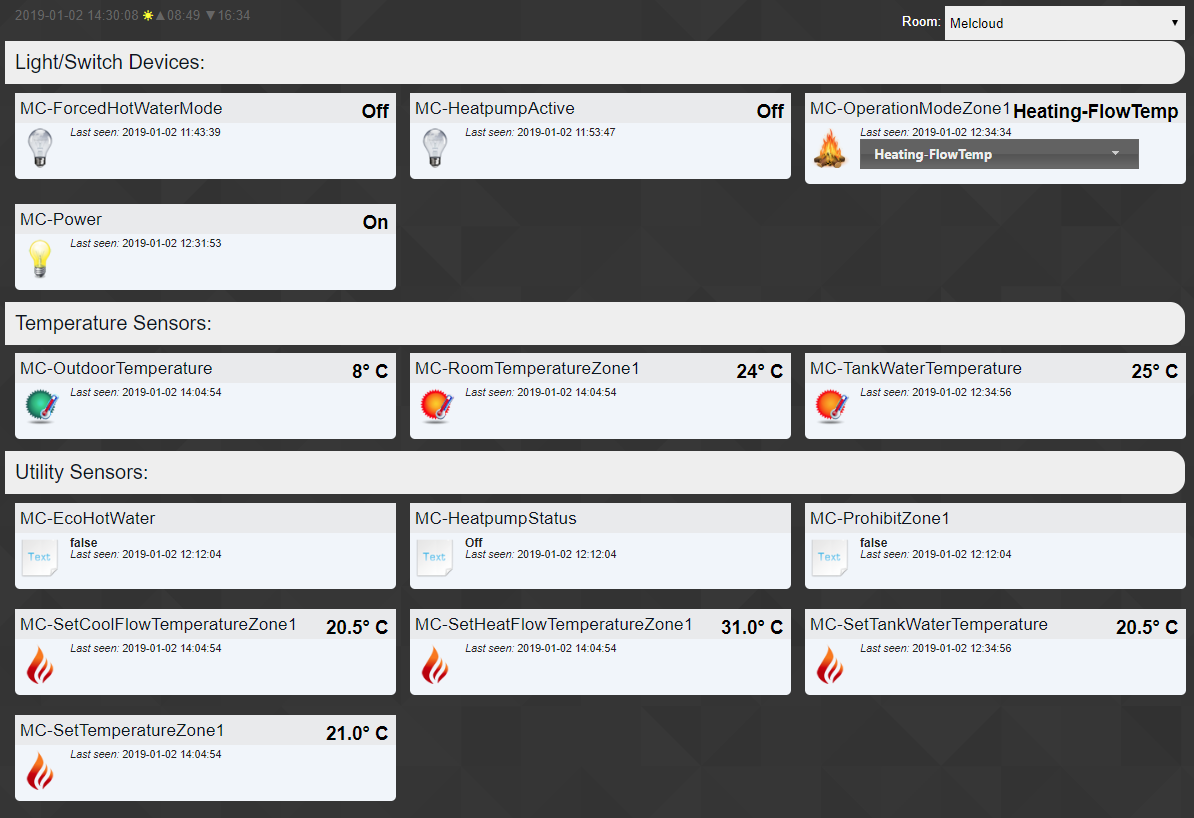 2019-01-02 14:30:08 ☀▲08:49 ▼16:34
Room: Melcloud
Light/Switch Devices:
MC-ForcedHotWaterMode Off
Last seen: 2019-01-02 11:43:39
MC-HeatpumpActive Off
Last seen: 2019-01-02 11:53:47
MC-OperationModeZone1 Heating-FlowTemp
Last seen: 2019-01-02 12:34:34
Heating-FlowTemp
MC-Power On
Last seen: 2019-01-02 12:31:53
Temperature Sensors:
MC-OutdoorTemperature 8° C
Last seen: 2019-01-02 14:04:54
MC-RoomTemperatureZone1 24° C
Last seen: 2019-01-02 14:04:54
MC-TankWaterTemperature 25° C
Last seen: 2019-01-02 12:34:56
Utility Sensors:
MC-EcoHotWater
Text
false
Last seen: 2019-01-02 12:12:04
MC-HeatpumpStatus
Text
Off
Last seen: 2019-01-02 12:12:04
MC-ProhibitZone1
Text
false
Last seen: 2019-01-02 12:12:04
MC-SetCoolFlowTemperatureZone1 20.5° C
Last seen: 2019-01-02 14:04:54
MC-SetHeatFlowTemperatureZone1 31.0° C
Last seen: 2019-01-02 14:04:54
MC-SetTankWaterTemperature 20.5° C
Last seen: 2019-01-02 12:34:56
MC-SetTemperatureZone1 21.0° C
Last seen: 2019-01-02 14:04:54